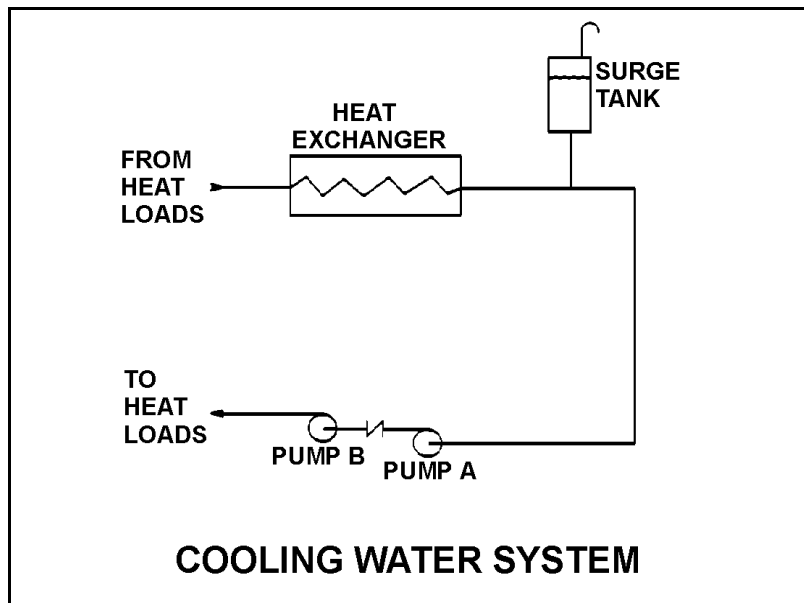 SURGE
TANK
HEAT
EXCHANGER
FROM
HEAT
LOADS
TO
HEAT
LOADS
PUMP B
PUMP A
COOLING WATER SYSTEM